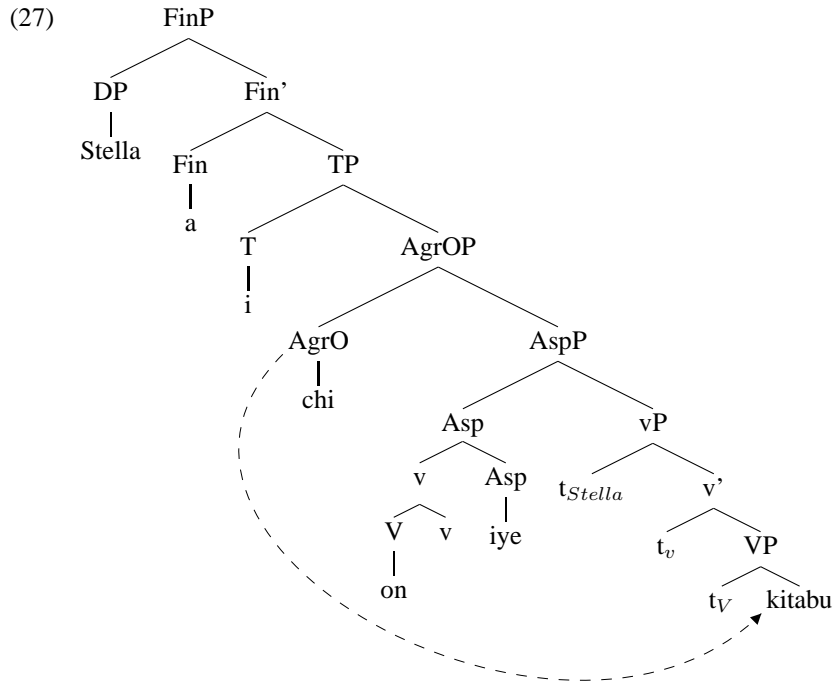 (27) FinP
DP Fin'
Stella Fin TP
a T AgrOP
i AgrO AspP
chi Asp vP
v Asp t_Stella v'
V v iye t_v VP
on t_V kitabu